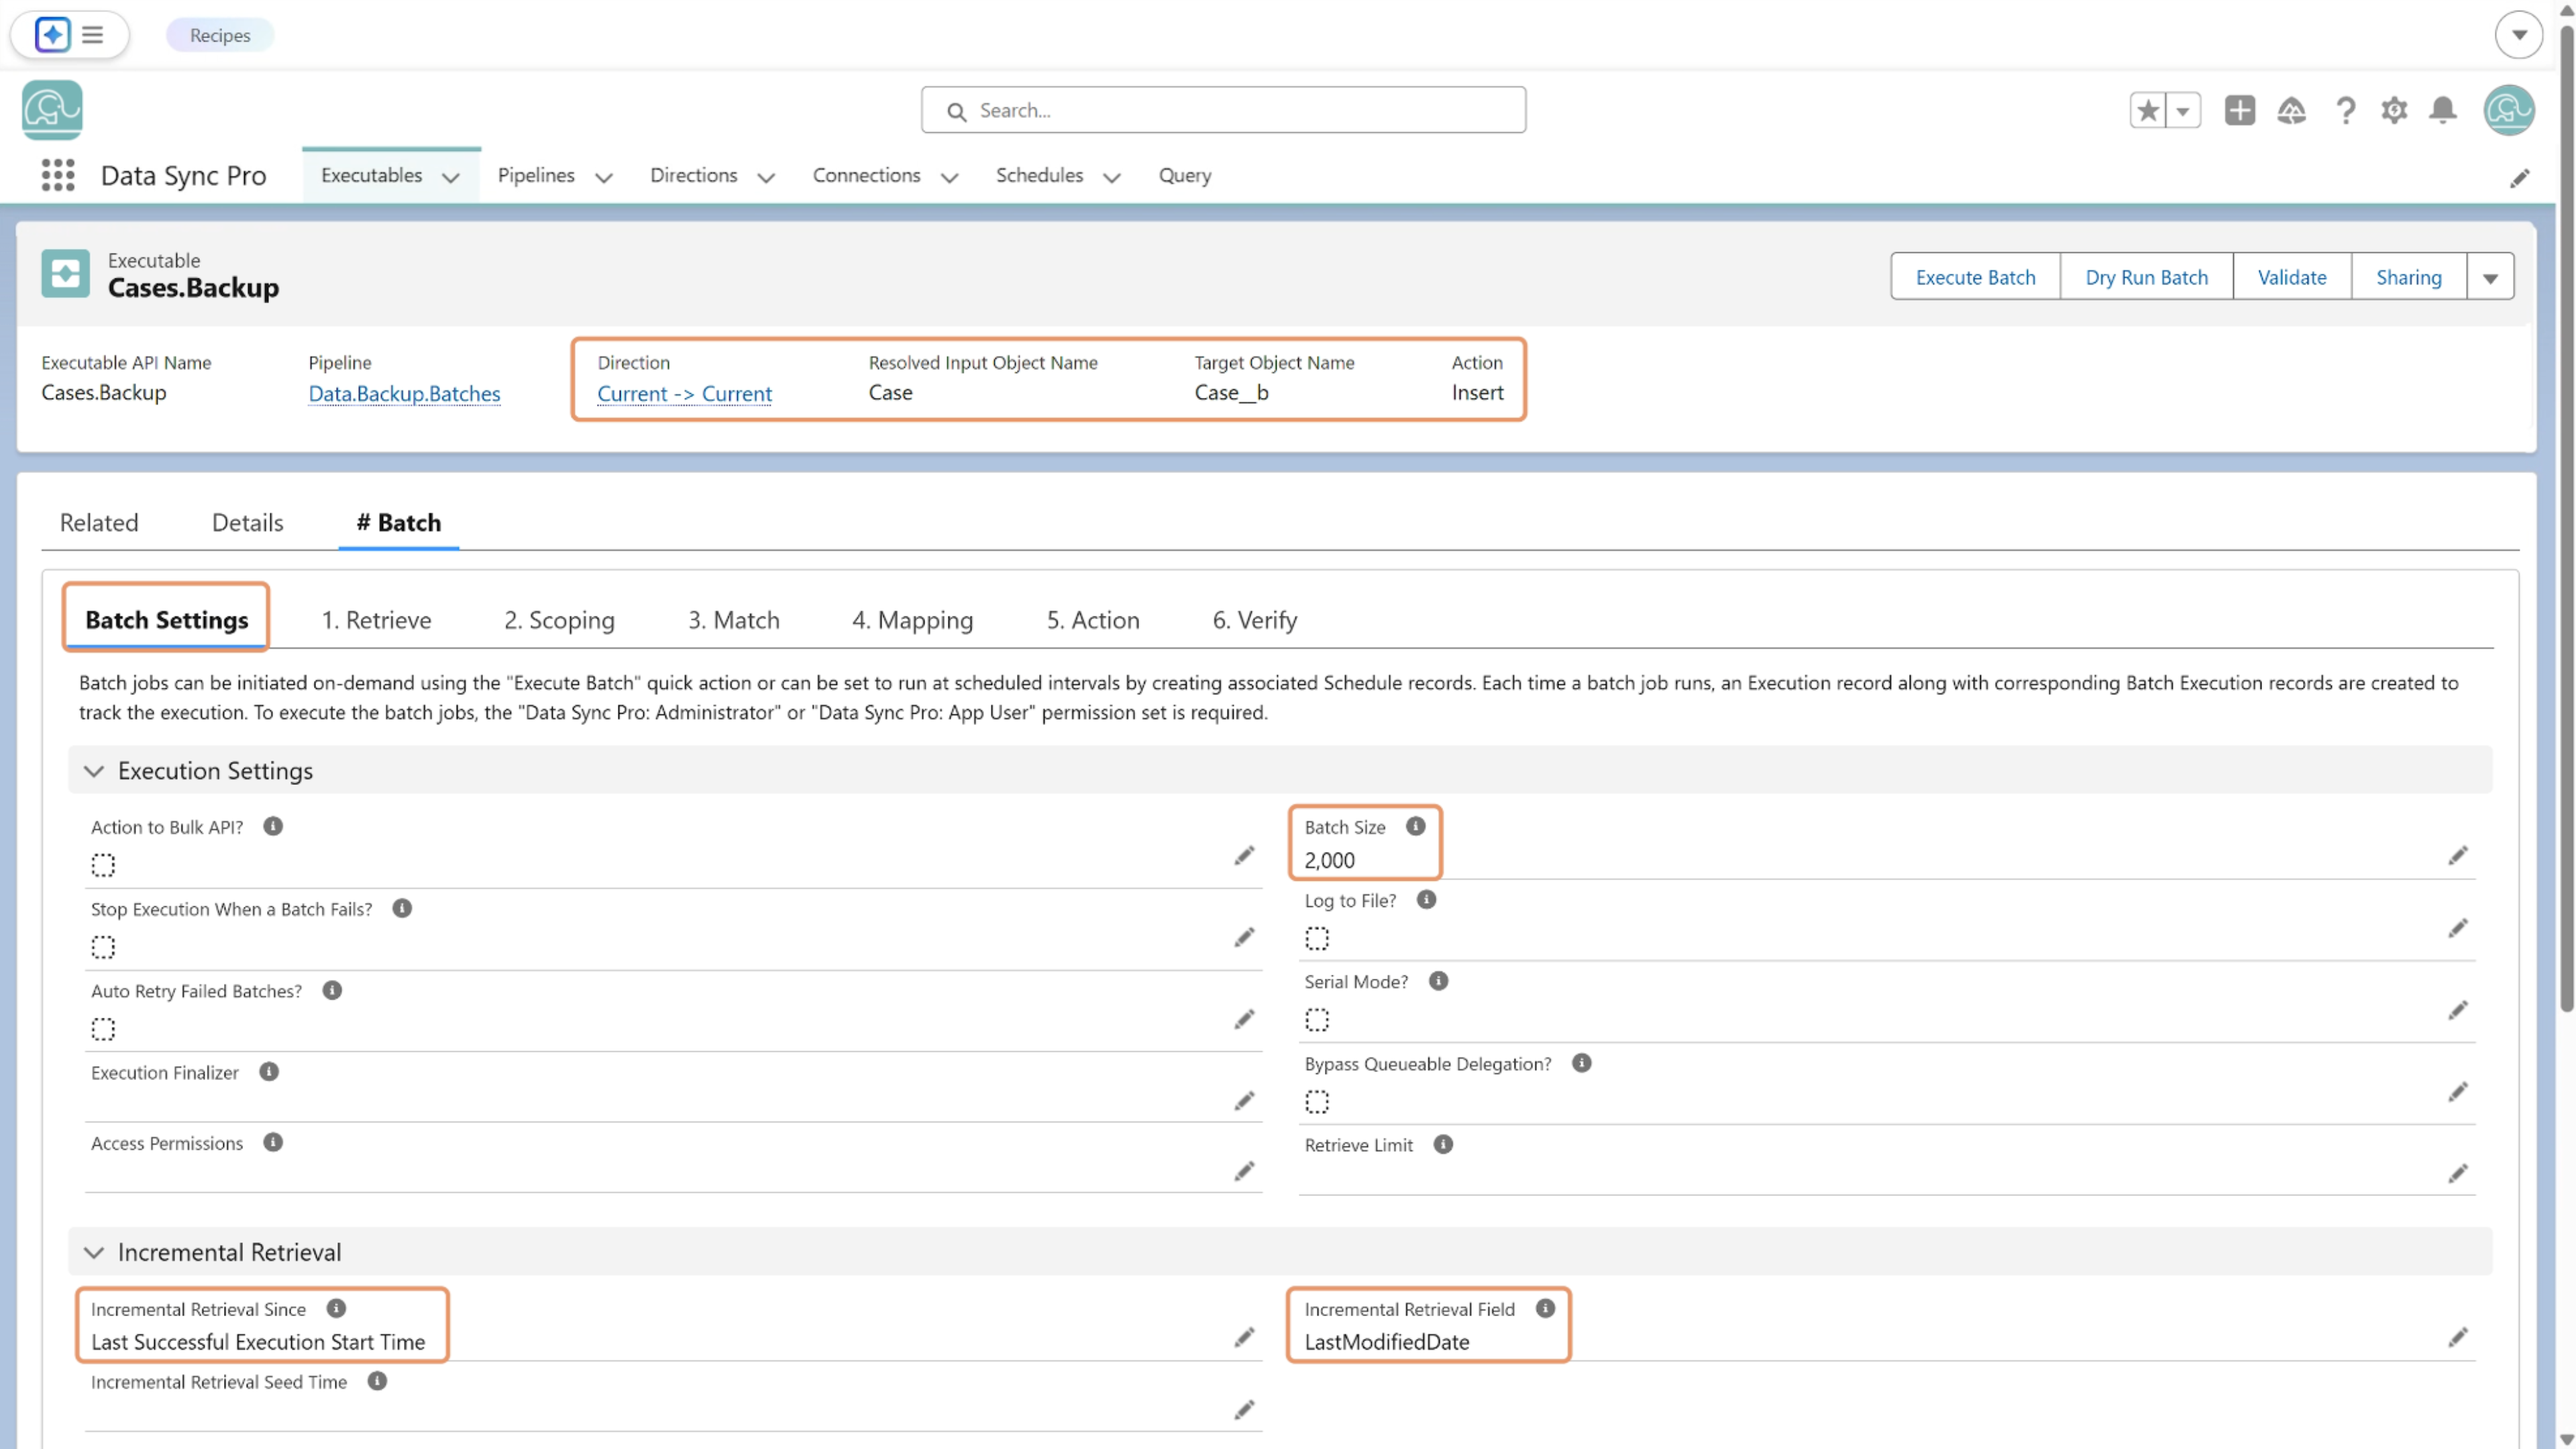 Recipes
Search...
Data Sync Pro
Executables
Pipelines
Directions
Connections
Schedules
Query
Executable
Cases.Backup
Execute Batch
Dry Run Batch
Validate
Sharing
Executable API Name
Cases.Backup
Pipeline
Data.Backup.Batches
Direction
Current -> Current
Resolved Input Object Name
Case
Target Object Name
Case__b
Action
Insert
Related
Details
# Batch
Batch Settings
1. Retrieve
2. Scoping
3. Match
4. Mapping
5. Action
6. Verify
Batch jobs can be initiated on-demand using the "Execute Batch" quick action or can be set to run at scheduled intervals by creating associated Schedule records. Each time a batch job runs, an Execution record along with corresponding Batch Execution records are created to
track the execution. To execute the batch jobs, the "Data Sync Pro: Administrator" or "Data Sync Pro: App User" permission set is required.
Execution Settings
Action to Bulk API?
Batch Size
2,000
Stop Execution When a Batch Fails?
Log to File?
Auto Retry Failed Batches?
Serial Mode?
Execution Finalizer
Bypass Queueable Delegation?
Access Permissions
Retrieve Limit
Incremental Retrieval
Incremental Retrieval Since
Last Successful Execution Start Time
Incremental Retrieval Field
LastModifiedDate
Incremental Retrieval Seed Time